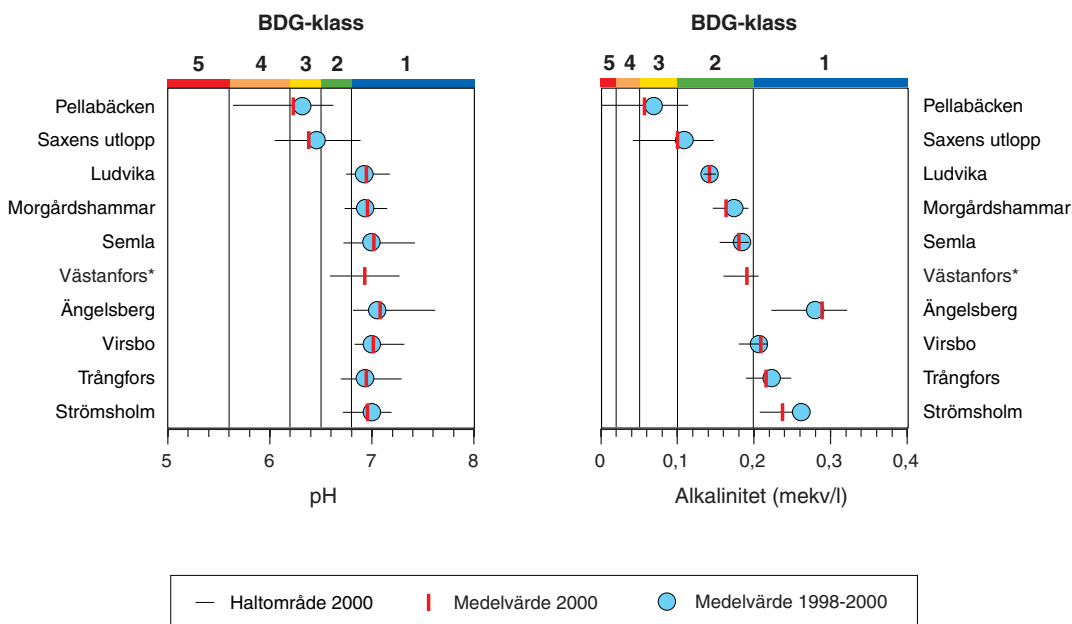 BDG-klass
5 4 3 2 1
Pellabäcken
Saxens utlopp
Ludvika
Morgårdshammar
Semla
Västanfors*
Ängelsberg
Virsbo
Trångfors
Strömsholm
5 6 7 8
pH
BDG-klass
5 4 3 2 1
Pellabäcken
Saxens utlopp
Ludvika
Morgårdshammar
Semla
Västanfors*
Ängelsberg
Virsbo
Trångfors
Strömsholm
0 0,1 0,2 0,3 0,4
Alkalinitet (mekv/l)
Haltområde 2000 Medelvärde 2000 Medelvärde 1998-2000